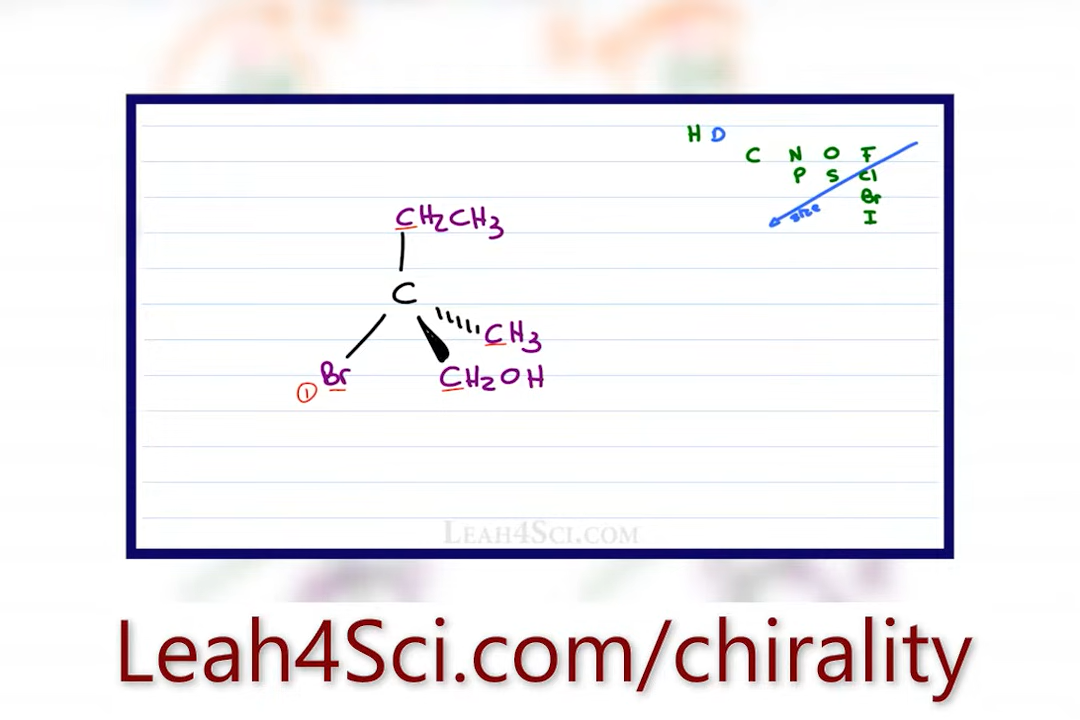 H D
C N O F
P S Cl
Br
size
I
CH2CH3
C
CH3
Br
CH2OH
1
LEAH4SCI.COM
Leah4Sci.com/chirality